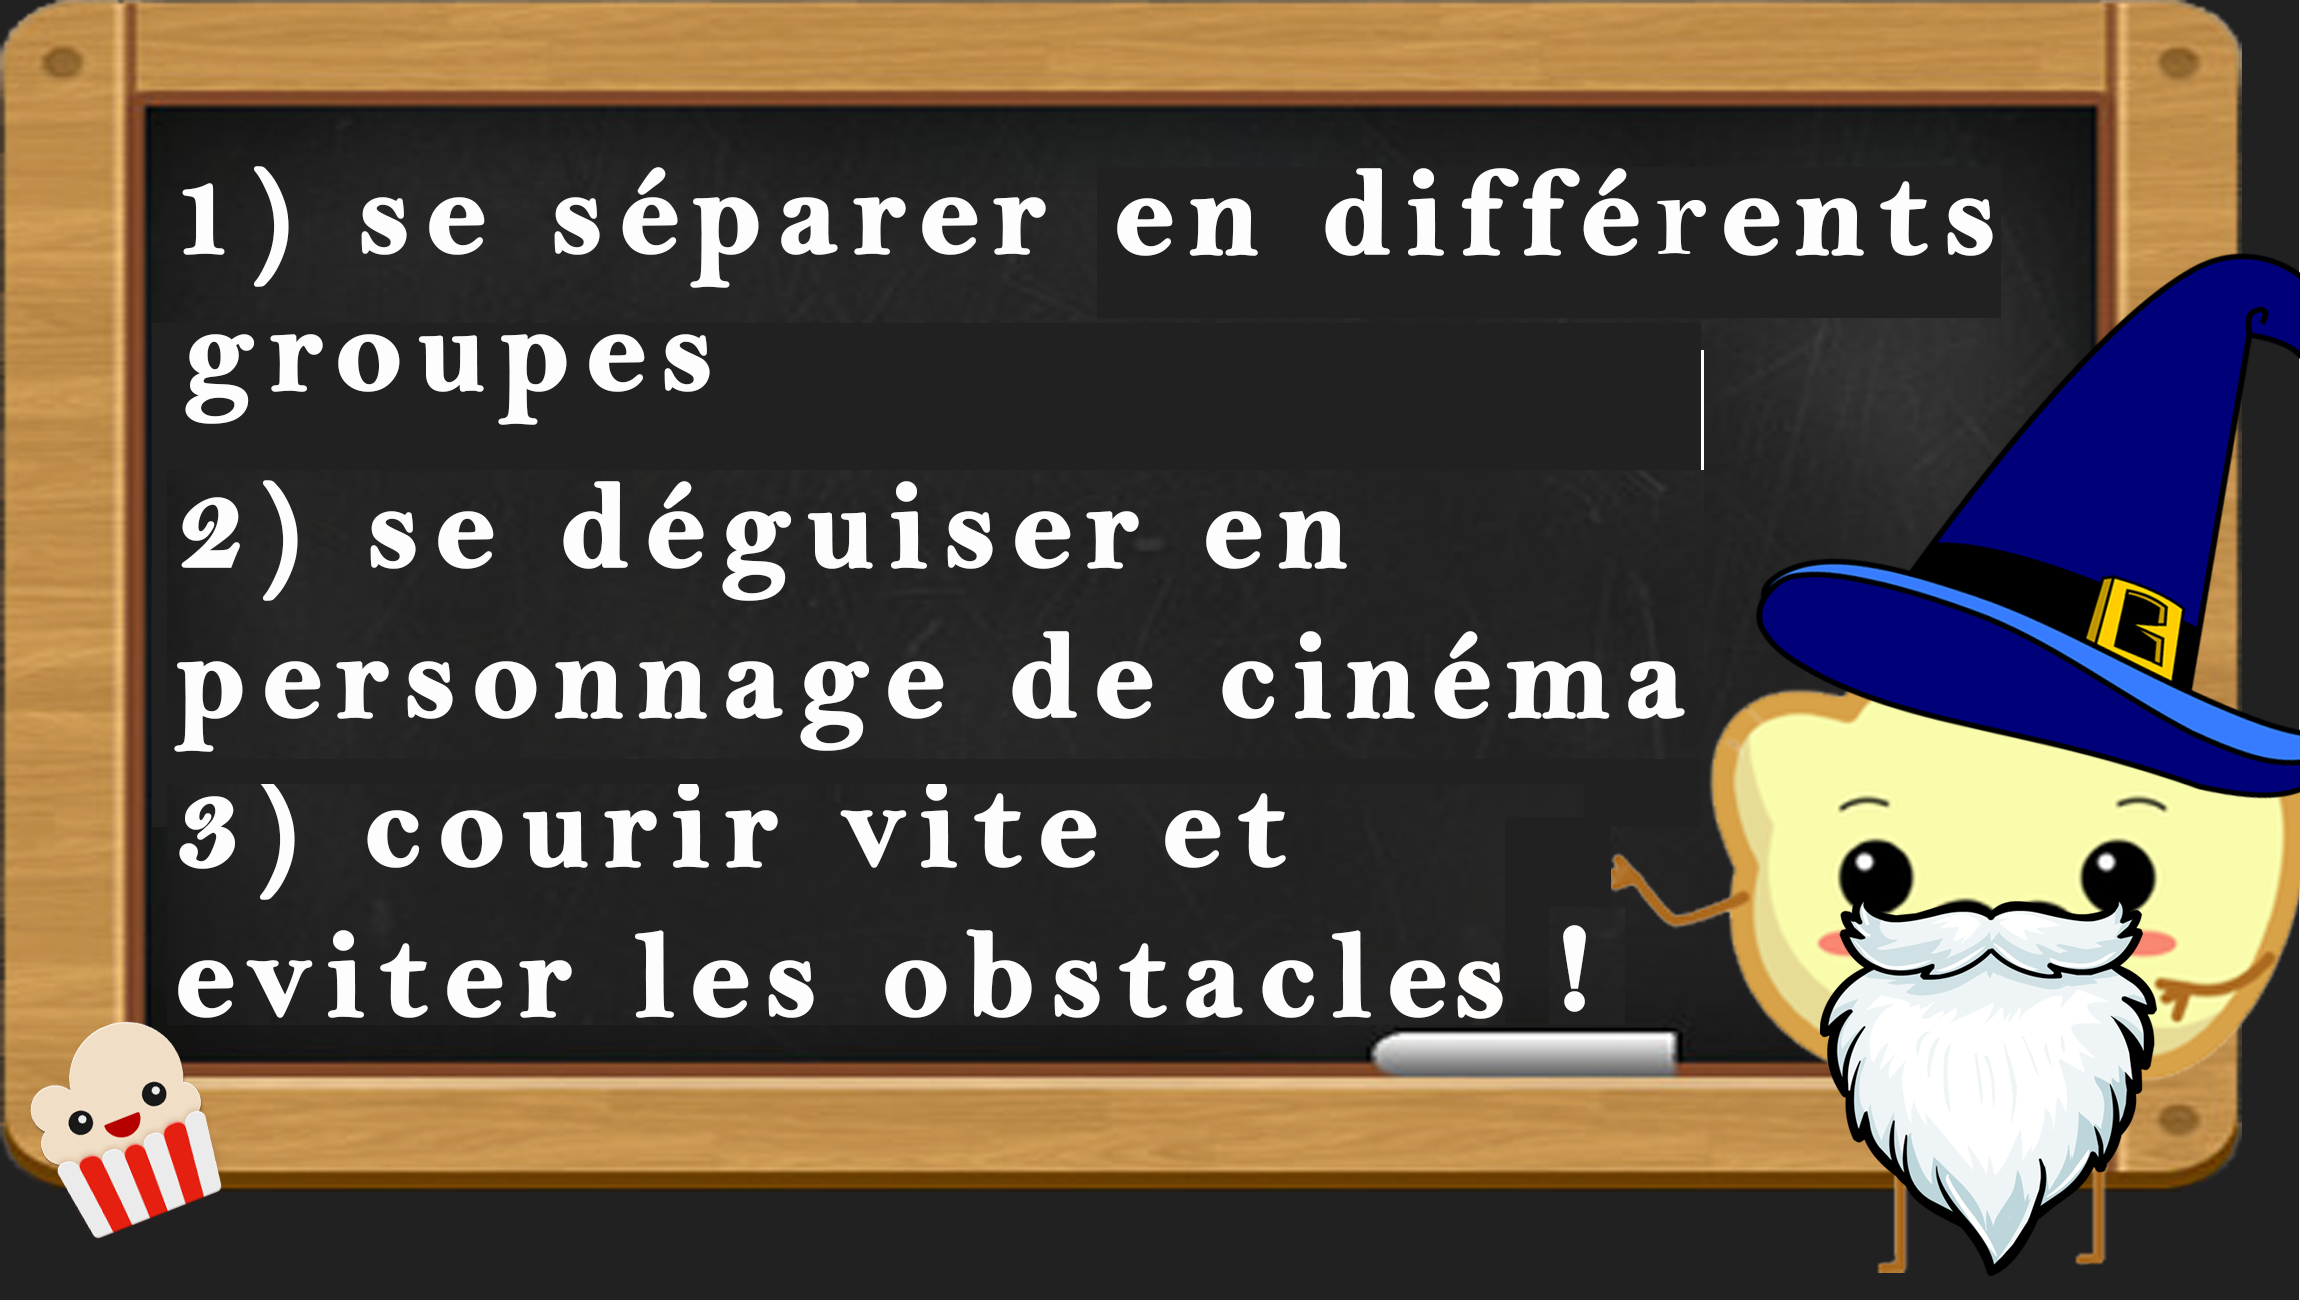 1) se séparer en différents
groupes
2) se déguiser en
personnage de cinéma
3) courir vite et
eviter les obstacles !